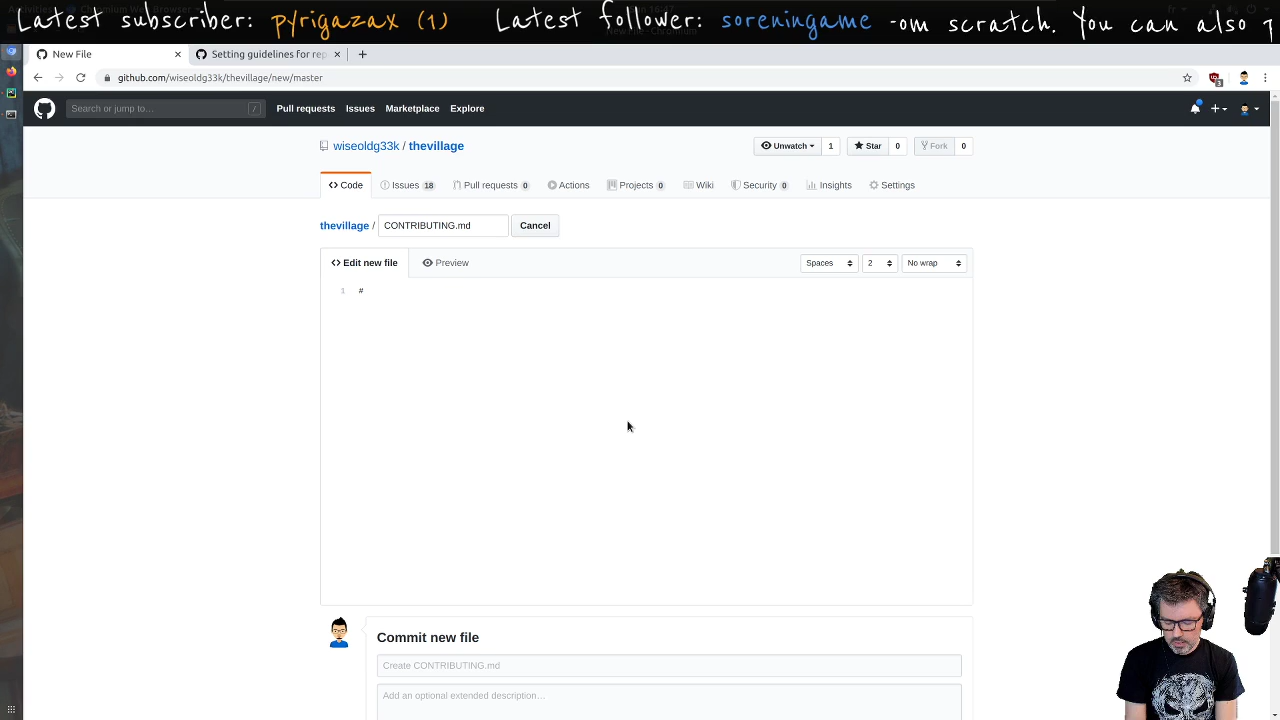 Latest subscriber: pyrigazax (1) Latest follower: soreningame -om scratch. You can also
New File
Setting guidelines for rep
github.com/wiseoldg33k/thevillage/new/master
3
Search or jump to…
/
Pull requests
Issues
Marketplace
Explore
wiseoldg33k / thevillage
Unwatch 1
Star 0
Fork 0
Code
Issues 18
Pull requests 0
Actions
Projects 0
Wiki
Security 0
Insights
Settings
thevillage / CONTRIBUTING.md
Cancel
Edit new file
Preview
Spaces
2
No wrap
1 #
Commit new file
Create CONTRIBUTING.md
Add an optional extended description…